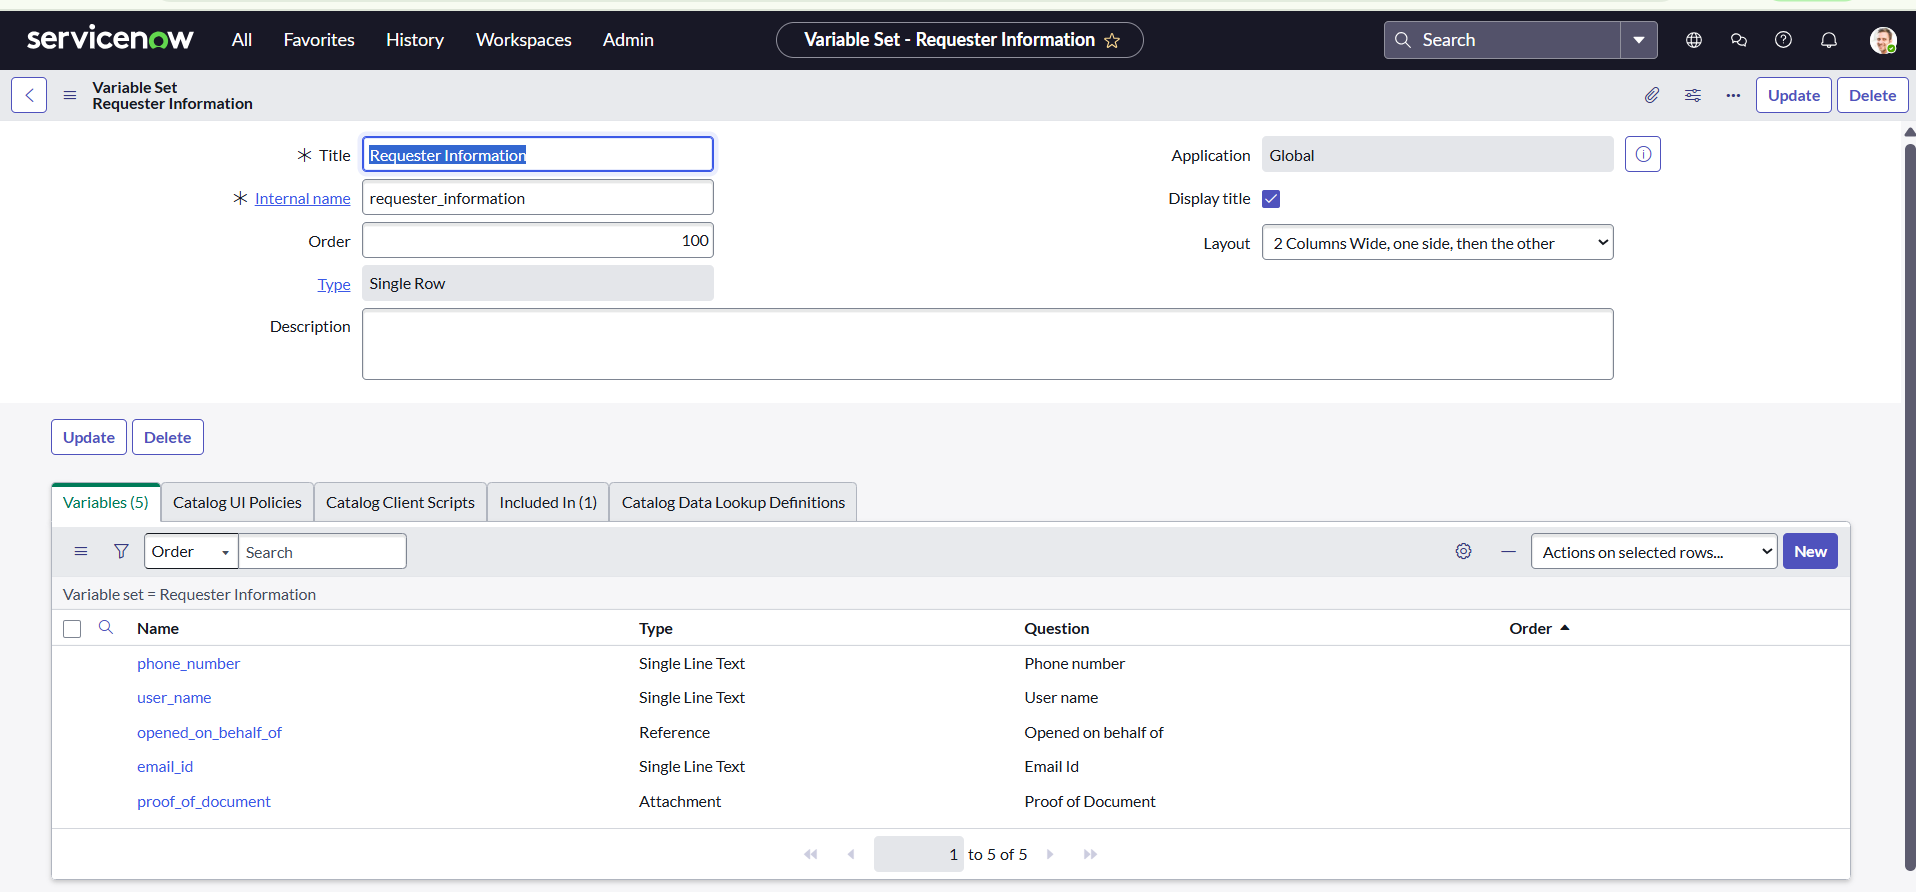 servicenow All Favorites History Workspaces Admin Variable Set - Requester Information Search
Variable Set
Requester Information
Update Delete
Title Requester Information
Application Global
Internal name requester_information
Display title
Order 100
Layout 2 Columns Wide, one side, then the other
Type Single Row
Description
Update Delete
Variables (5) Catalog UI Policies Catalog Client Scripts Included In (1) Catalog Data Lookup Definitions
Order Search Actions on selected rows... New
Variable set = Requester Information
Name Type Question Order
phone_number Single Line Text Phone number
user_name Single Line Text User name
opened_on_behalf_of Reference Opened on behalf of
email_id Single Line Text Email Id
proof_of_document Attachment Proof of Document
1 to 5 of 5